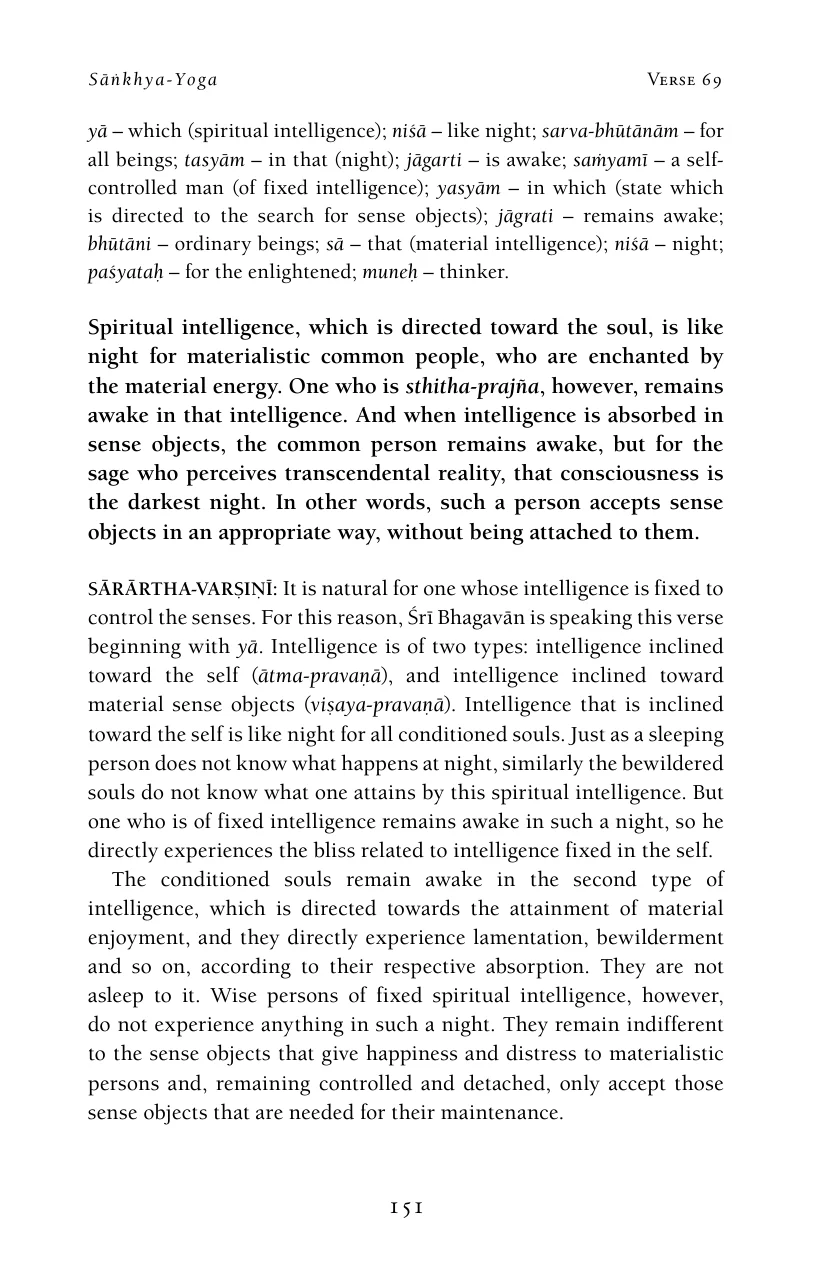 Sāṅkhya-Yoga Verse 69
yā – which (spiritual intelligence); niśā – like night; sarva-bhūtānām – for
all beings; tasyām – in that (night); jāgarti – is awake; saṁyamī – a self-
controlled man (of fixed intelligence); yasyām – in which (state which
is directed to the search for sense objects); jāgrati – remains awake;
bhūtāni – ordinary beings; sā – that (material intelligence); niśā – night;
paśyataḥ – for the enlightened; muneḥ – thinker.
Spiritual intelligence, which is directed toward the soul, is like
night for materialistic common people, who are enchanted by
the material energy. One who is sthitha-prajña, however, remains
awake in that intelligence. And when intelligence is absorbed in
sense objects, the common person remains awake, but for the
sage who perceives transcendental reality, that consciousness is
the darkest night. In other words, such a person accepts sense
objects in an appropriate way, without being attached to them.
SĀRĀRTHA-VARṢIṆĪ: It is natural for one whose intelligence is fixed to
control the senses. For this reason, Śrī Bhagavān is speaking this verse
beginning with yā. Intelligence is of two types: intelligence inclined
toward the self (ātma-pravaṇā), and intelligence inclined toward
material sense objects (viṣaya-pravaṇā). Intelligence that is inclined
toward the self is like night for all conditioned souls. Just as a sleeping
person does not know what happens at night, similarly the bewildered
souls do not know what one attains by this spiritual intelligence. But
one who is of fixed intelligence remains awake in such a night, so he
directly experiences the bliss related to intelligence fixed in the self.
The conditioned souls remain awake in the second type of
intelligence, which is directed towards the attainment of material
enjoyment, and they directly experience lamentation, bewilderment
and so on, according to their respective absorption. They are not
asleep to it. Wise persons of fixed spiritual intelligence, however,
do not experience anything in such a night. They remain indifferent
to the sense objects that give happiness and distress to materialistic
persons and, remaining controlled and detached, only accept those
sense objects that are needed for their maintenance.
151